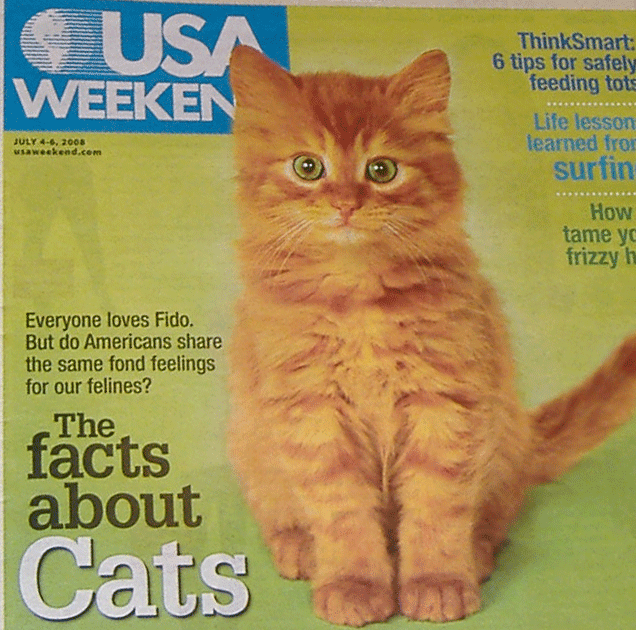 USA
WEEKEN
JULY 4-6, 2008
usaweekend.com
ThinkSmart:
6 tips for safely
feeding tots
Life lesson
learned fro
surfin
How
tame yo
frizzy h
Everyone loves Fido.
But do Americans share
the same fond feelings
for our felines?
The
facts
about
Cats